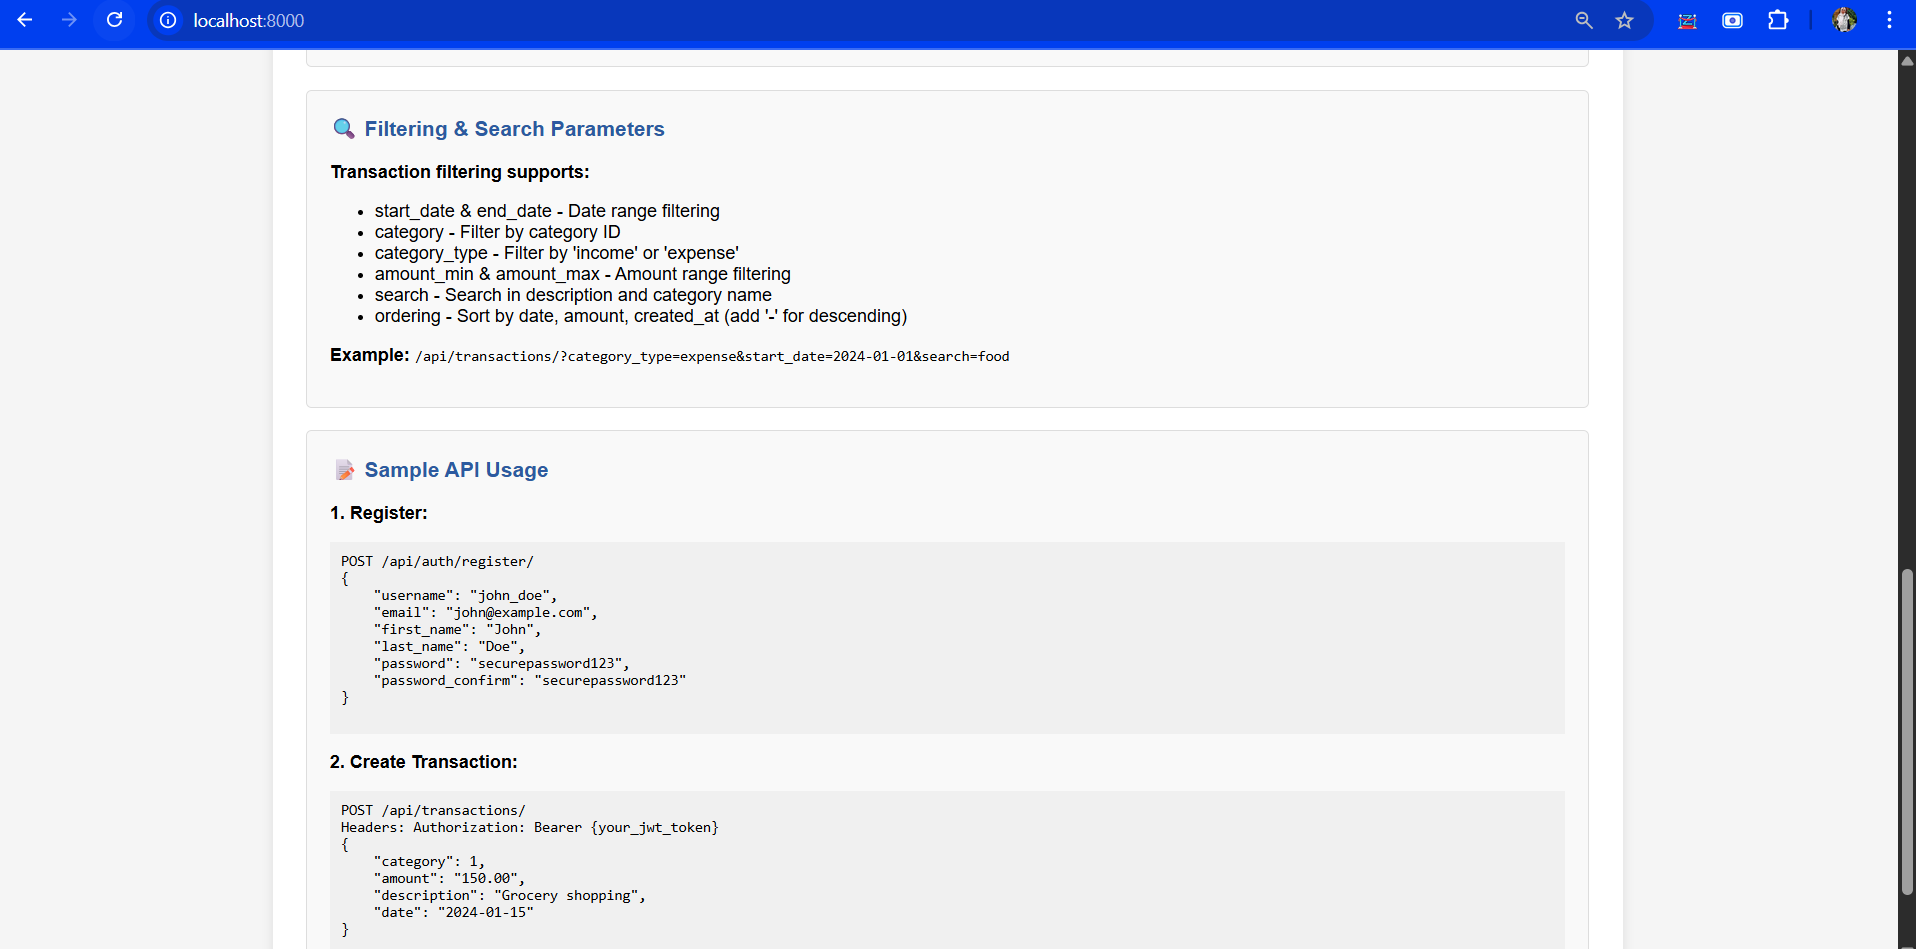 localhost:8000
Filtering & Search Parameters
Transaction filtering supports:
start_date & end_date - Date range filtering
category - Filter by category ID
category_type - Filter by 'income' or 'expense'
amount_min & amount_max - Amount range filtering
search - Search in description and category name
ordering - Sort by date, amount, created_at (add '-' for descending)
Example: /api/transactions/?category_type=expense&start_date=2024-01-01&search=food
Sample API Usage
1. Register:
POST /api/auth/register/
{
    "username": "john_doe",
    "email": "john@example.com",
    "first_name": "John",
    "last_name": "Doe",
    "password": "securepassword123",
    "password_confirm": "securepassword123"
}
2. Create Transaction:
POST /api/transactions/
Headers: Authorization: Bearer {your_jwt_token}
{
    "category": 1,
    "amount": "150.00",
    "description": "Grocery shopping",
    "date": "2024-01-15"
}